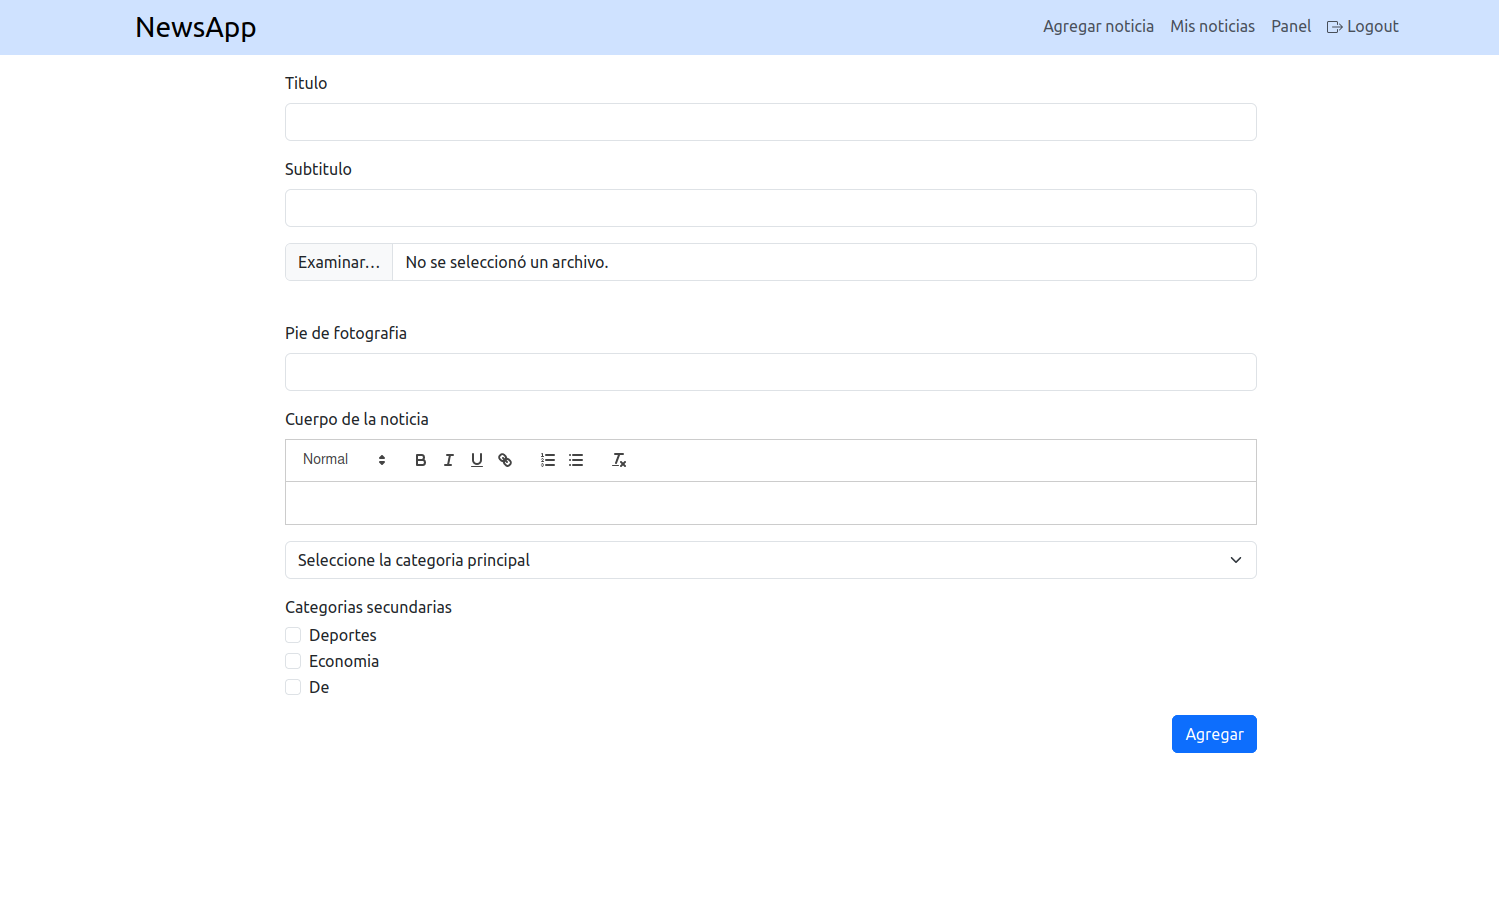 NewsApp Agregar noticia Mis noticias Panel Logout
Titulo
Subtitulo
Examinar... No se seleccionó un archivo.
Pie de fotografia
Cuerpo de la noticia
Normal
Seleccione la categoria principal
Categorias secundarias
Deportes
Economia
De
Agregar